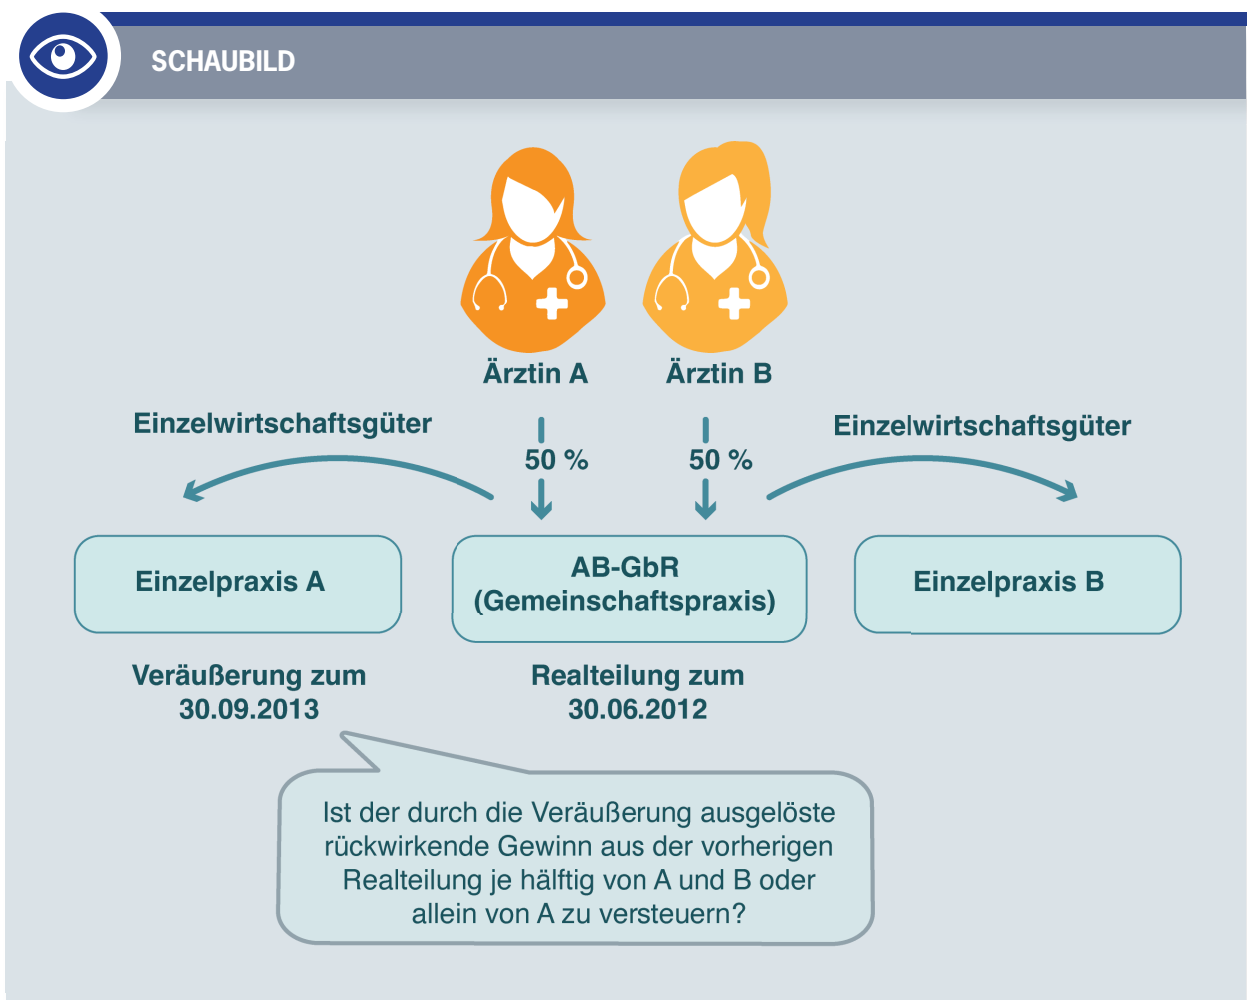 SCHAUBILD
Ärztin A
Ärztin B
Einzelwirtschaftsgüter
Einzelwirtschaftsgüter
50 %
50 %
Einzelpraxis A
AB-GbR
(Gemeinschaftspraxis)
Einzelpraxis B
Veräußerung zum
30.09.2013
Realteilung zum
30.06.2012
Ist der durch die Veräußerung ausgelöste
rückwirkende Gewinn aus der vorherigen
Realteilung je hälftig von A und B oder
allein von A zu versteuern?